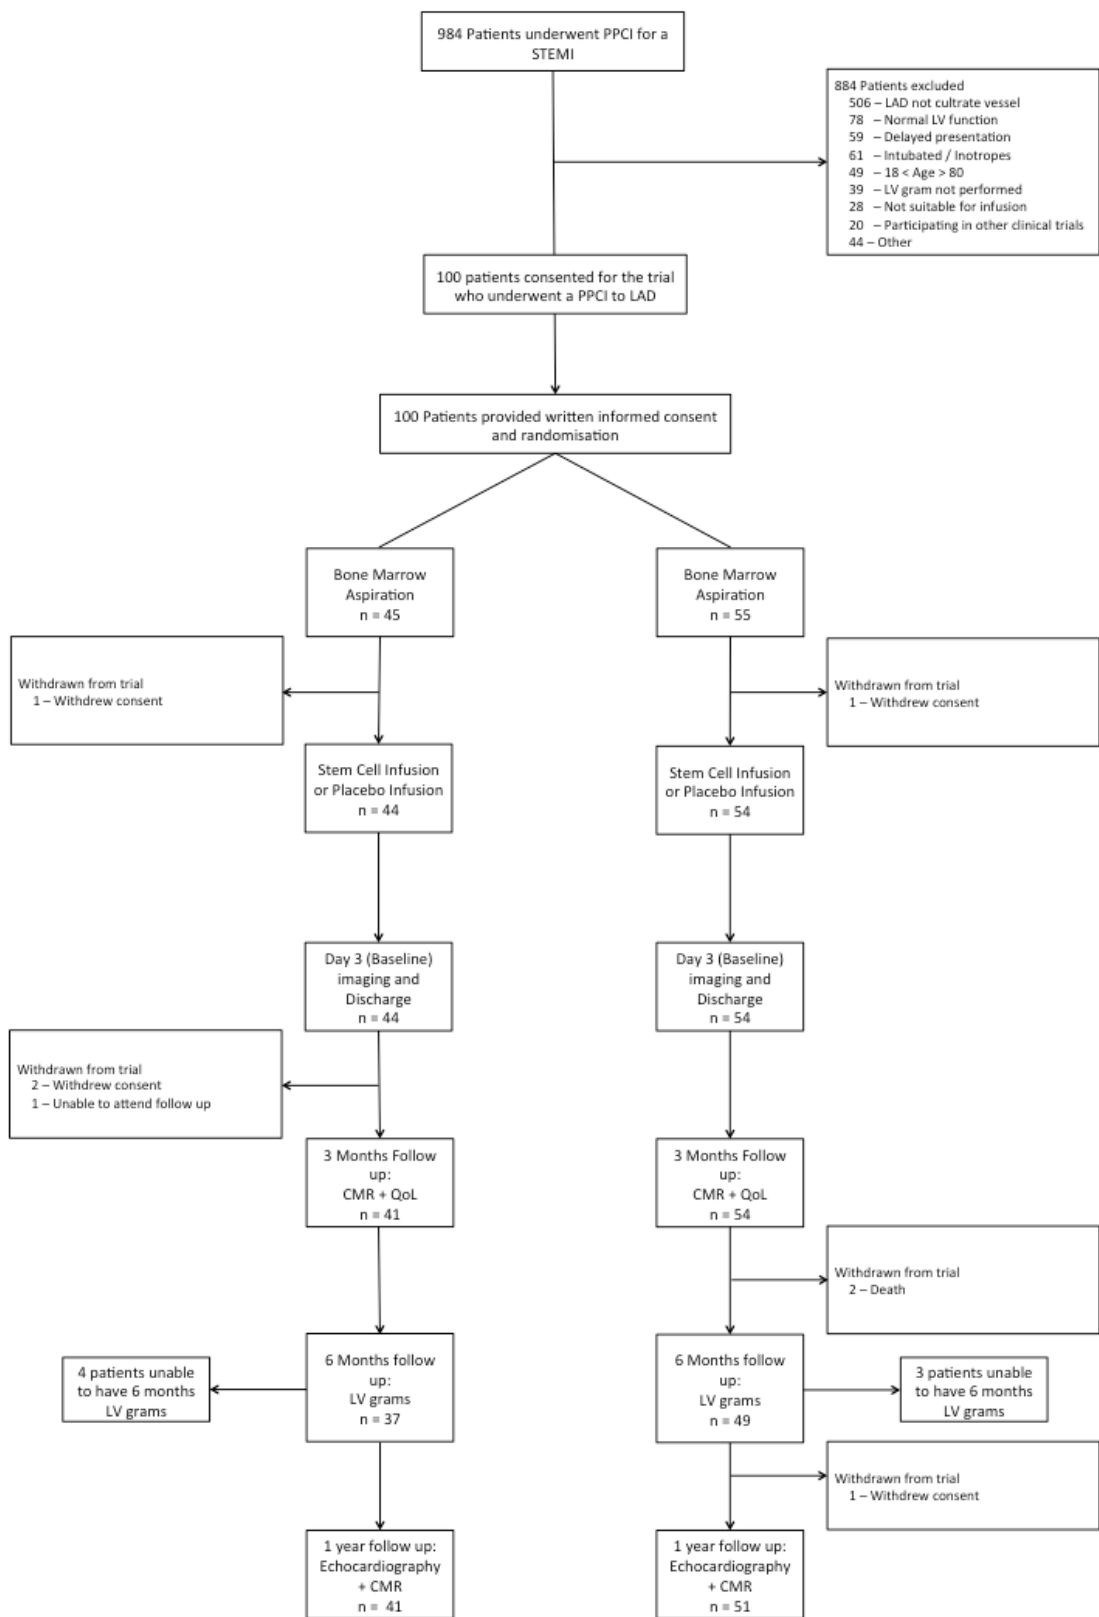 984 Patients underwent PPCI for a
STEMI
884 Patients excluded
506 – LAD not cultrate vessel
78 – Normal LV function
59 – Delayed presentation
61 – Intubated / Inotropes
49 – 18 < Age > 80
39 – LV gram not performed
28 – Not suitable for infusion
20 – Participating in other clinical trials
44 – Other
100 patients consented for the trial
who underwent a PPCI to LAD
100 Patients provided written informed consent
and randomisation
Bone Marrow
Aspiration
n = 45
Bone Marrow
Aspiration
n = 55
Withdrawn from trial
1 – Withdrew consent
Withdrawn from trial
1 – Withdrew consent
Stem Cell Infusion
or Placebo Infusion
n = 44
Stem Cell Infusion
or Placebo Infusion
n = 54
Day 3 (Baseline)
imaging and
Discharge
n = 44
Day 3 (Baseline)
imaging and
Discharge
n = 54
Withdrawn from trial
2 – Withdrew consent
1 – Unable to attend follow up
3 Months Follow
up:
CMR + QoL
n = 41
3 Months Follow
up:
CMR + QoL
n = 54
Withdrawn from trial
2 – Death
4 patients unable
to have 6 months
LV grams
6 Months follow
up:
LV grams
n = 37
6 Months follow
up:
LV grams
n = 49
3 patients unable
to have 6 months
LV grams
Withdrawn from trial
1 – Withdrew consent
1 year follow up:
Echocardiography
+ CMR
n = 41
1 year follow up:
Echocardiography
+ CMR
n = 51